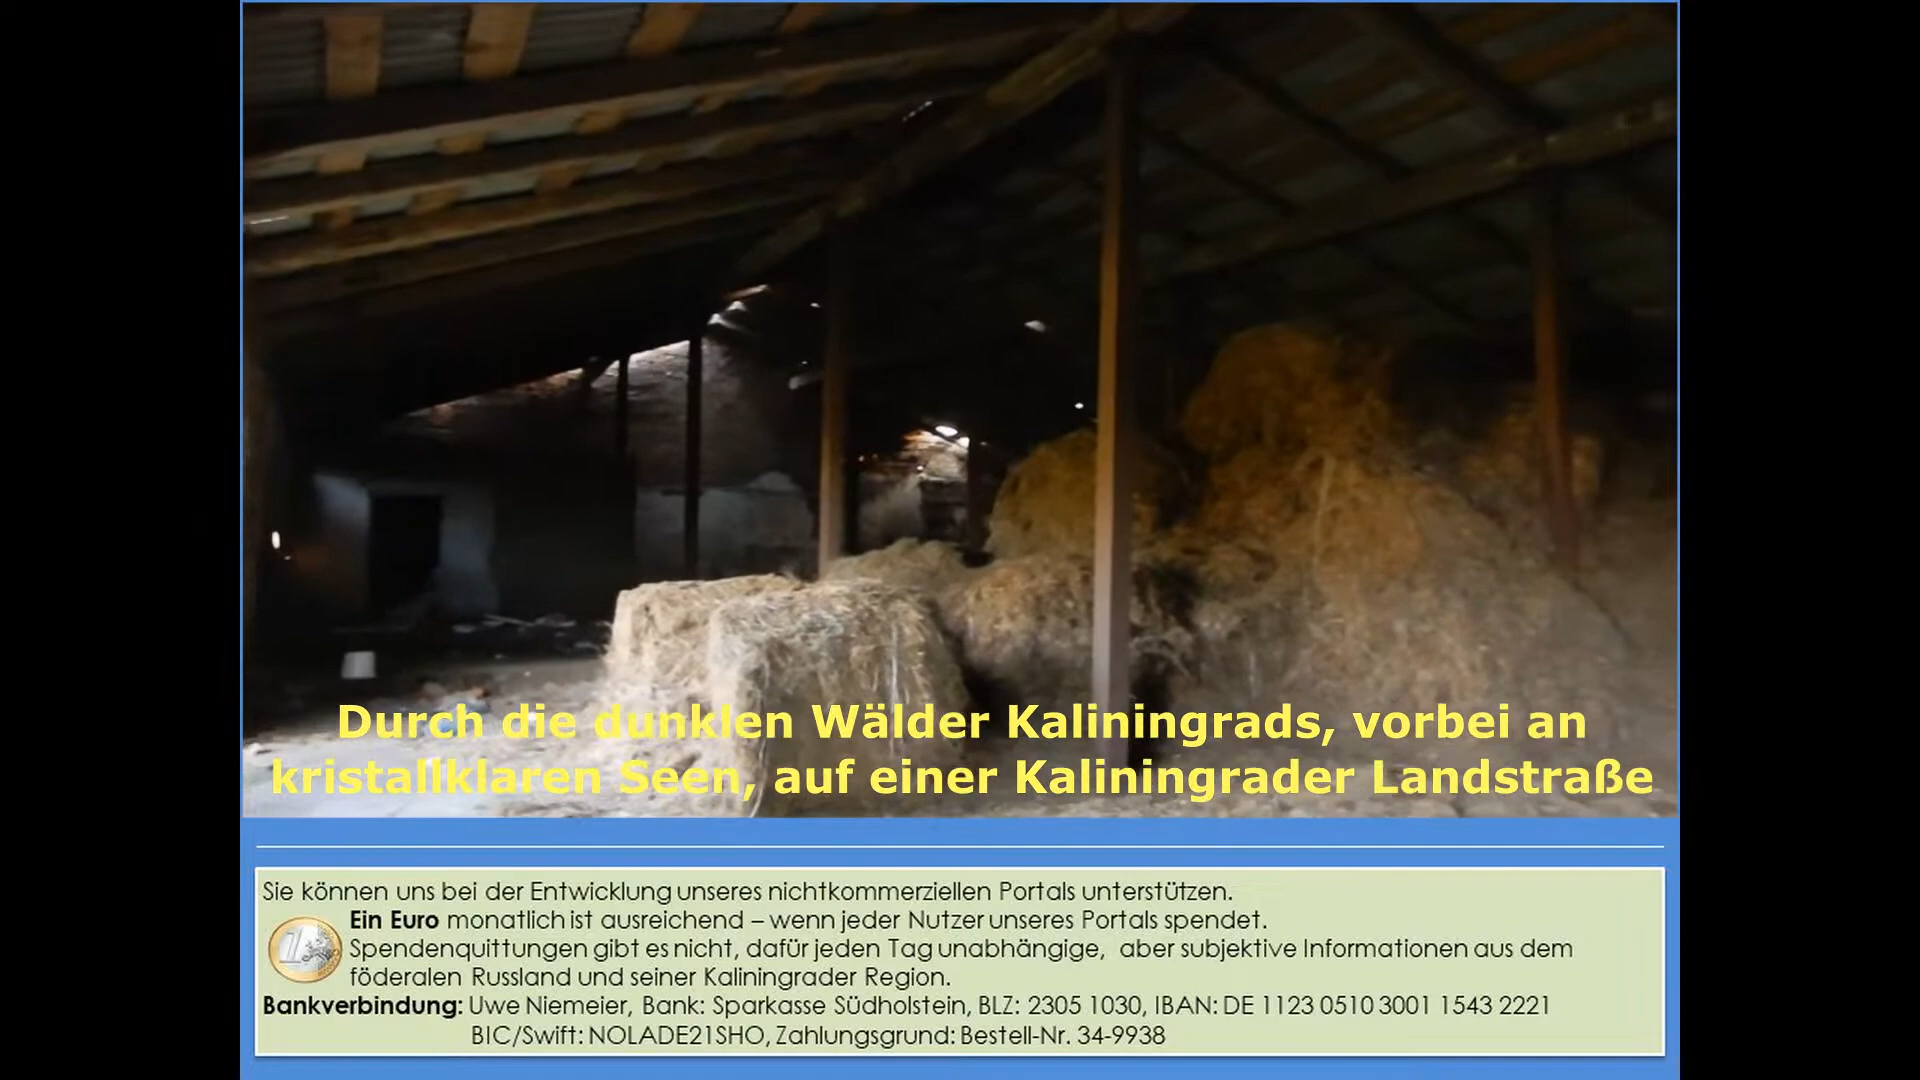 Durch die dunklen Wälder Kaliningrads, vorbei an
kristallklaren Seen, auf einer Kaliningrader Landstraße
Sie können uns bei der Entwicklung unseres nichtkommerziellen Portals unterstützen.
Ein Euro monatlich ist ausreichend – wenn jeder Nutzer unseres Portals spendet.
Spendenquittungen gibt es nicht, dafür jeden Tag unabhängige, aber subjektive Informationen aus dem
föderalen Russland und seiner Kaliningrader Region.
Bankverbindung: Uwe Niemeier, Bank: Sparkasse Südholstein, BLZ: 2305 1030, IBAN: DE 1123 0510 3001 1543 2221
BIC/Swift: NOLADE21SHO, Zahlungsgrund: Bestell-Nr. 34-9938